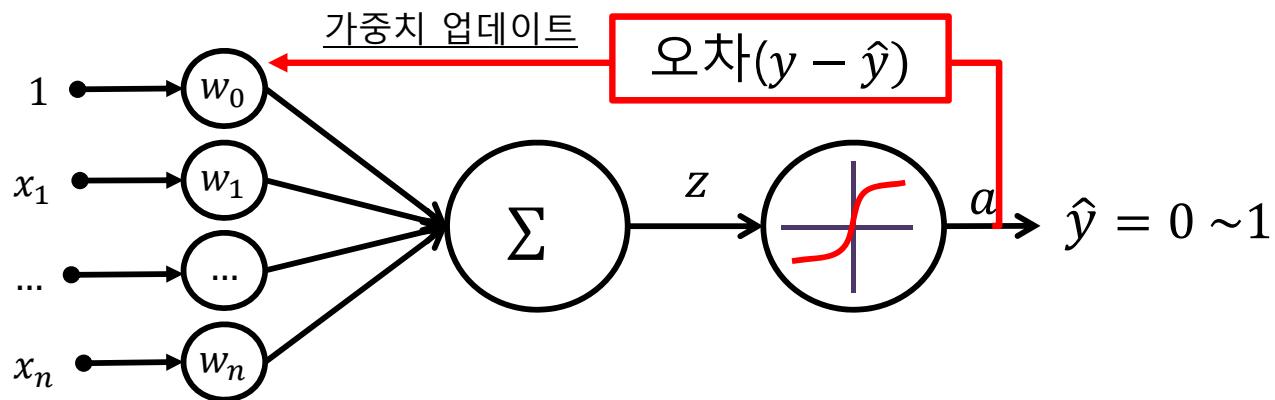 가중치 업데이트
오차(y − ŷ)
1
w₀
x₁
w₁
...
...
xₙ
wₙ
Σ
z
a
ŷ = 0 ~1